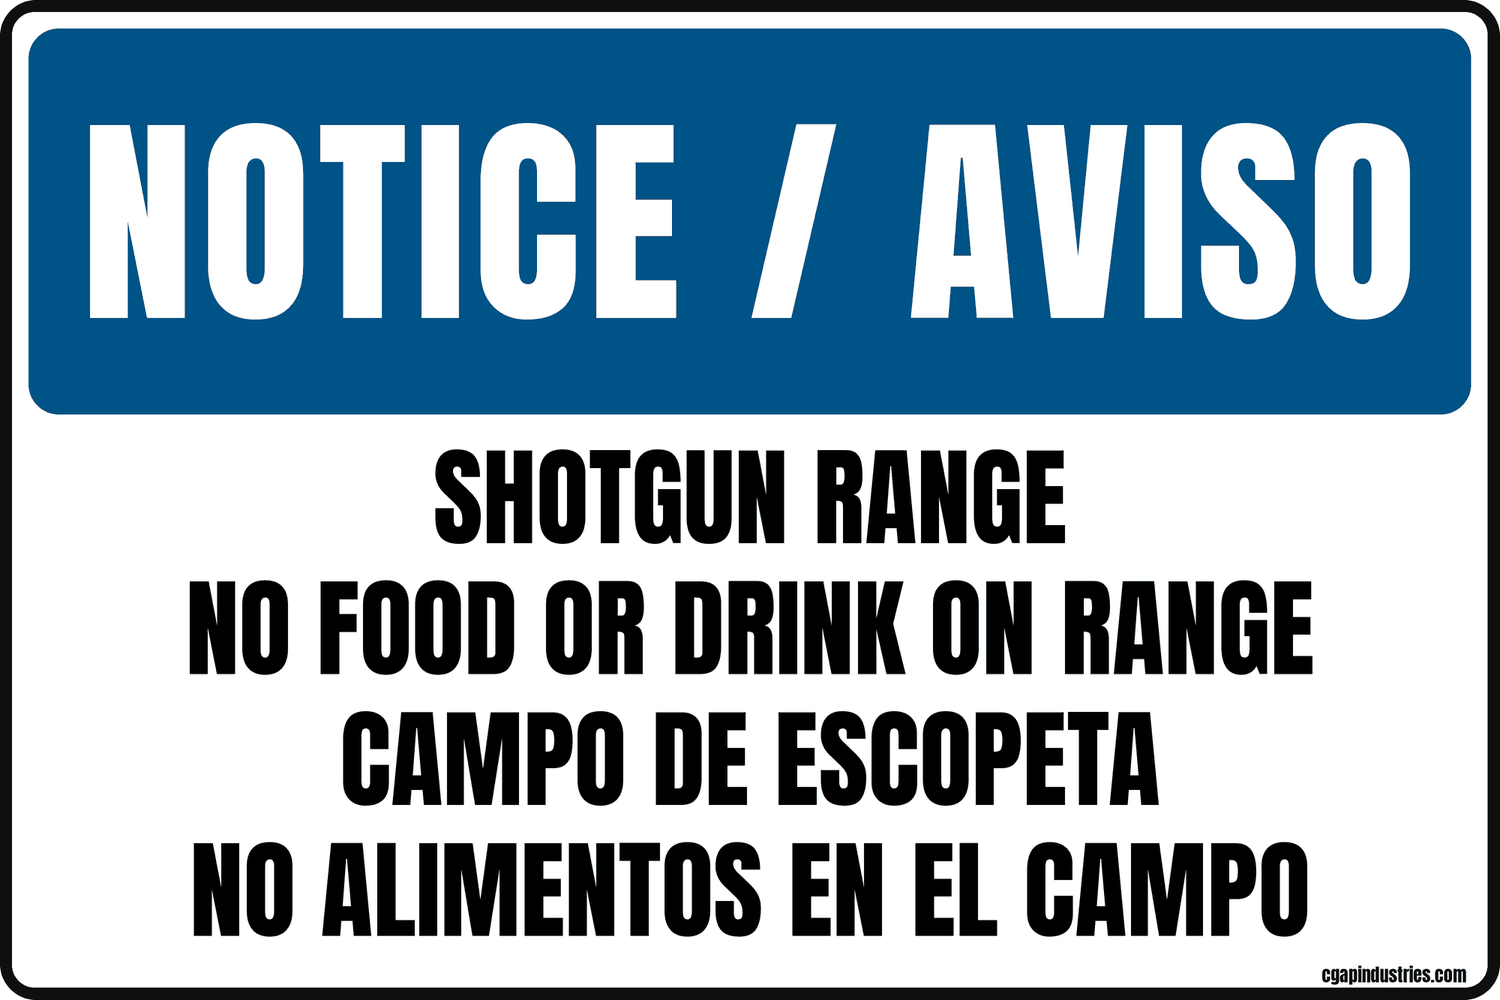 NOTICE / AVISO
SHOTGUN RANGE
NO FOOD OR DRINK ON RANGE
CAMPO DE ESCOPETA
NO ALIMENTOS EN EL CAMPO
cgapindustries.com